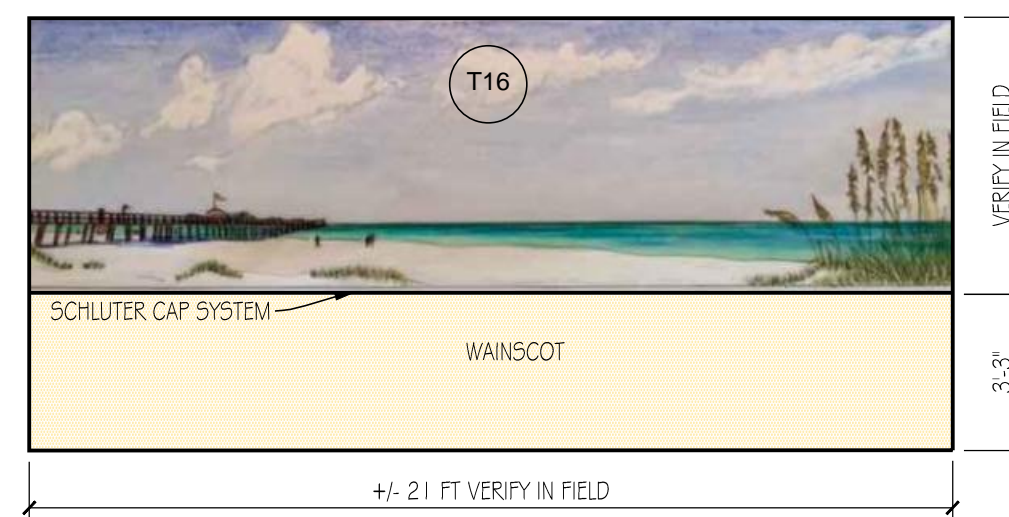 T16
VERIFY IN FIELD
SCHLUTER CAP SYSTEM
WAINSCOT
3'-3"
+/- 21 FT VERIFY IN FIELD